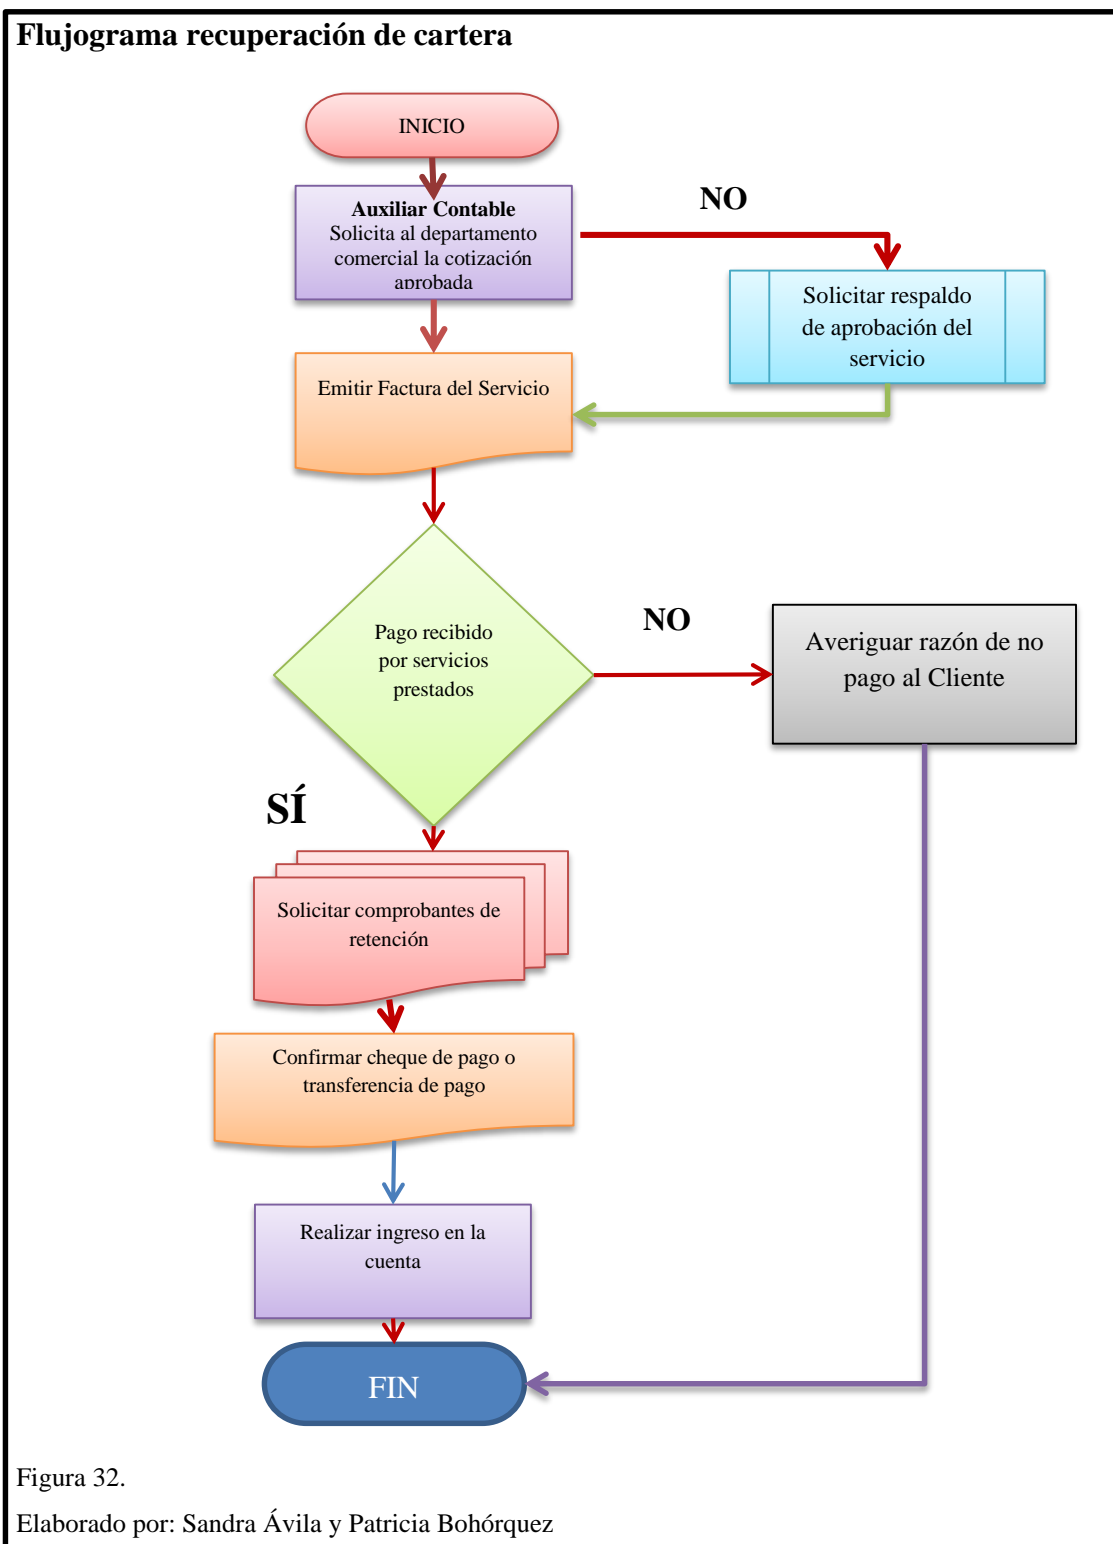 Flujograma recuperación de cartera
INICIO
Auxiliar Contable
Solicita al departamento
comercial la cotización
aprobada
NO
Solicitar respaldo
de aprobación del
servicio
Emitir Factura del Servicio
Pago recibido
por servicios
prestados
NO
Averiguar razón de no
pago al Cliente
SÍ
Solicitar comprobantes de
retención
Confirmar cheque de pago o
transferencia de pago
Realizar ingreso en la
cuenta
FIN
Figura 32.
Elaborado por: Sandra Ávila y Patricia Bohórquez